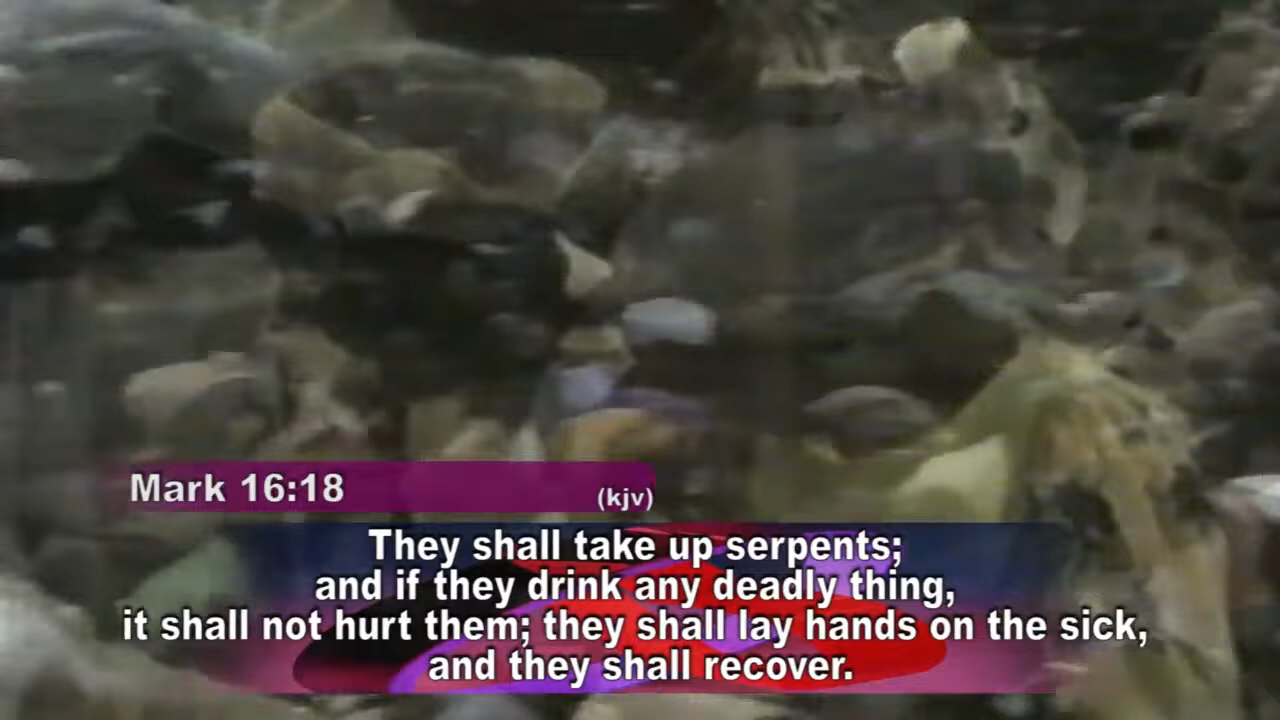 Mark 16:18 (kjv)
They shall take up serpents;
and if they drink any deadly thing,
it shall not hurt them; they shall lay hands on the sick,
and they shall recover.